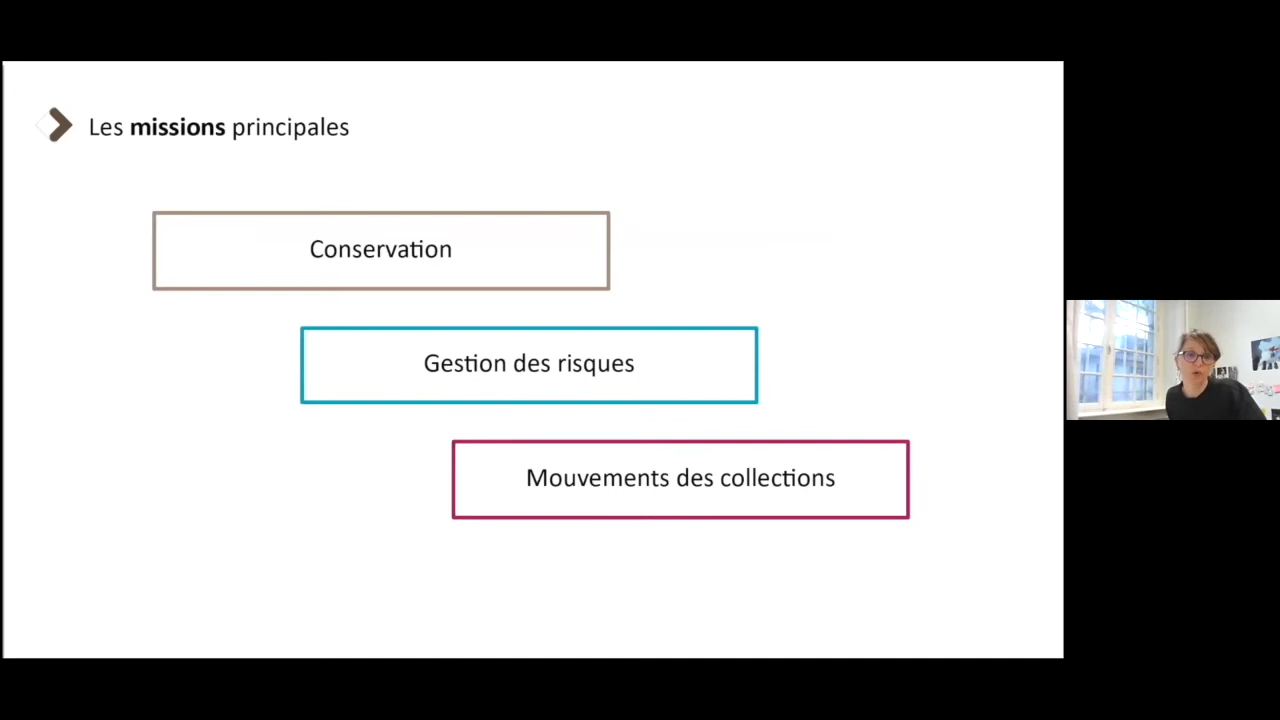 Les missions principales
Conservation
Gestion des risques
Mouvements des collections